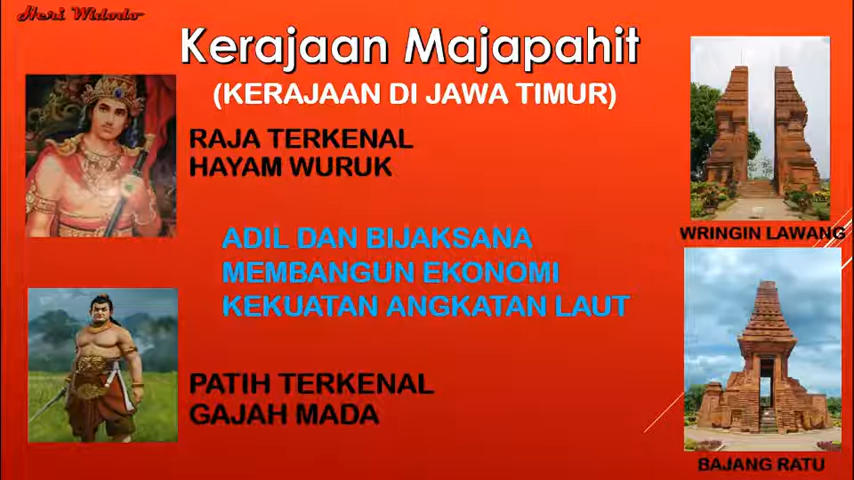 Heri Widodo
Kerajaan Majapahit
(KERAJAAN DI JAWA TIMUR)
RAJA TERKENAL
HAYAM WURUK
WRINGIN LAWANG
ADIL DAN BIJAKSANA
MEMBANGUN EKONOMI
KEKUATAN ANGKATAN LAUT
PATIH TERKENAL
GAJAH MADA
BAJANG RATU